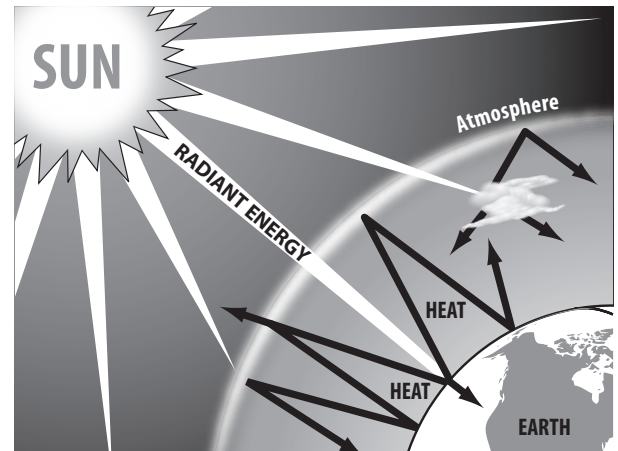 SUN
Atmosphere
RADIANT ENERGY
HEAT
HEAT
EARTH